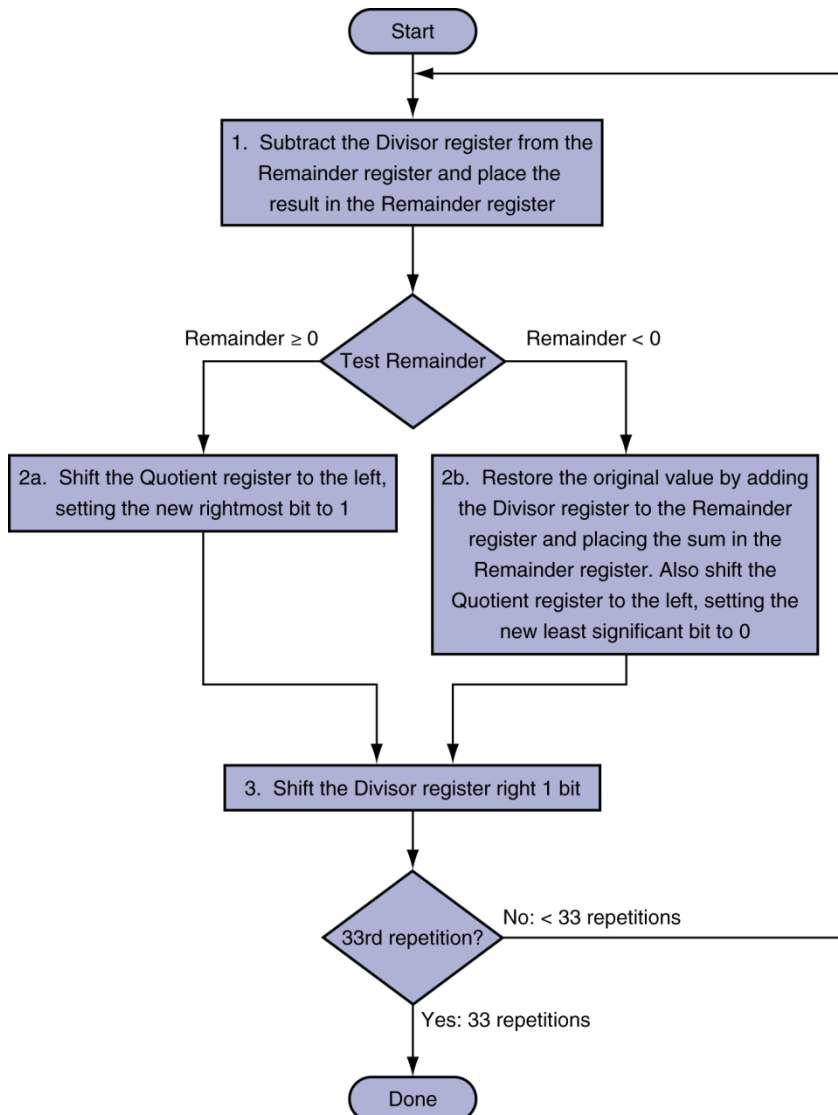 Start
1. Subtract the Divisor register from the
Remainder register and place the
result in the Remainder register
Remainder ≥ 0
Remainder < 0
Test Remainder
2a. Shift the Quotient register to the left,
setting the new rightmost bit to 1
2b. Restore the original value by adding
the Divisor register to the Remainder
register and placing the sum in the
Remainder register. Also shift the
Quotient register to the left, setting the
new least significant bit to 0
3. Shift the Divisor register right 1 bit
33rd repetition?
No: < 33 repetitions
Yes: 33 repetitions
Done